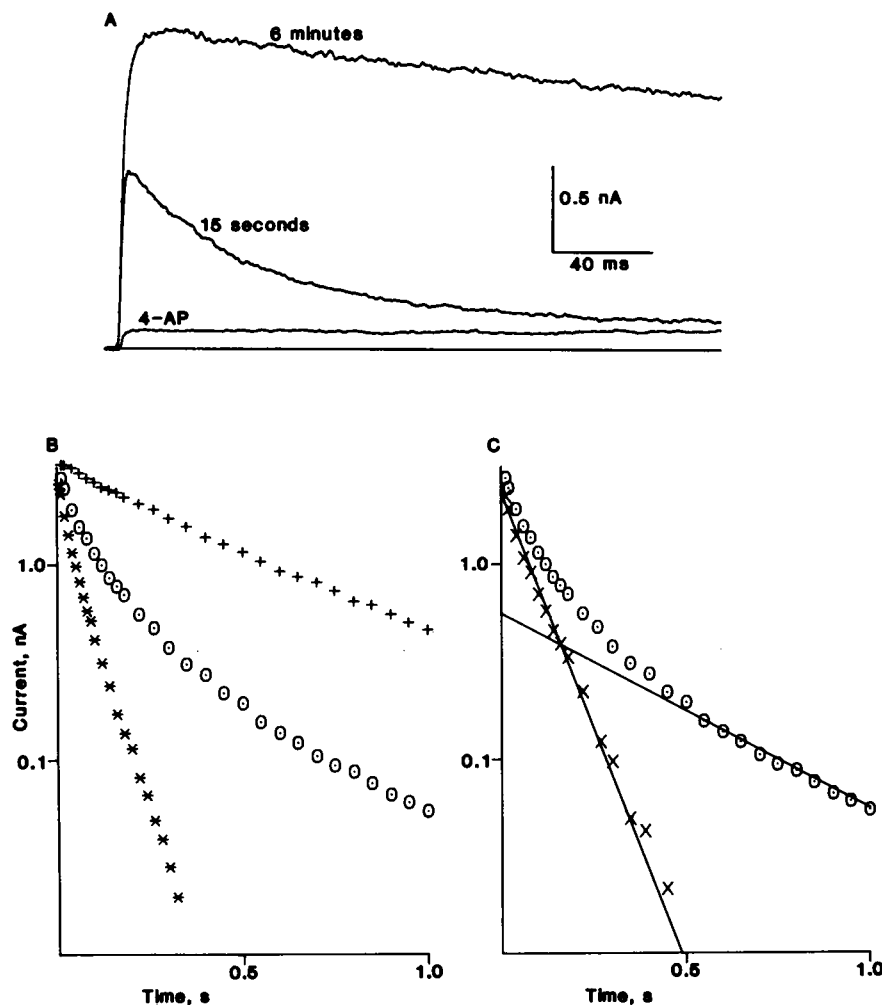 A
6 minutes
0.5 nA
40 ms
15 seconds
4-AP
B
1.0
0.1
Current, nA
0.5
1.0
Time, s
C
1.0
0.1
0.5
1.0
Time, s